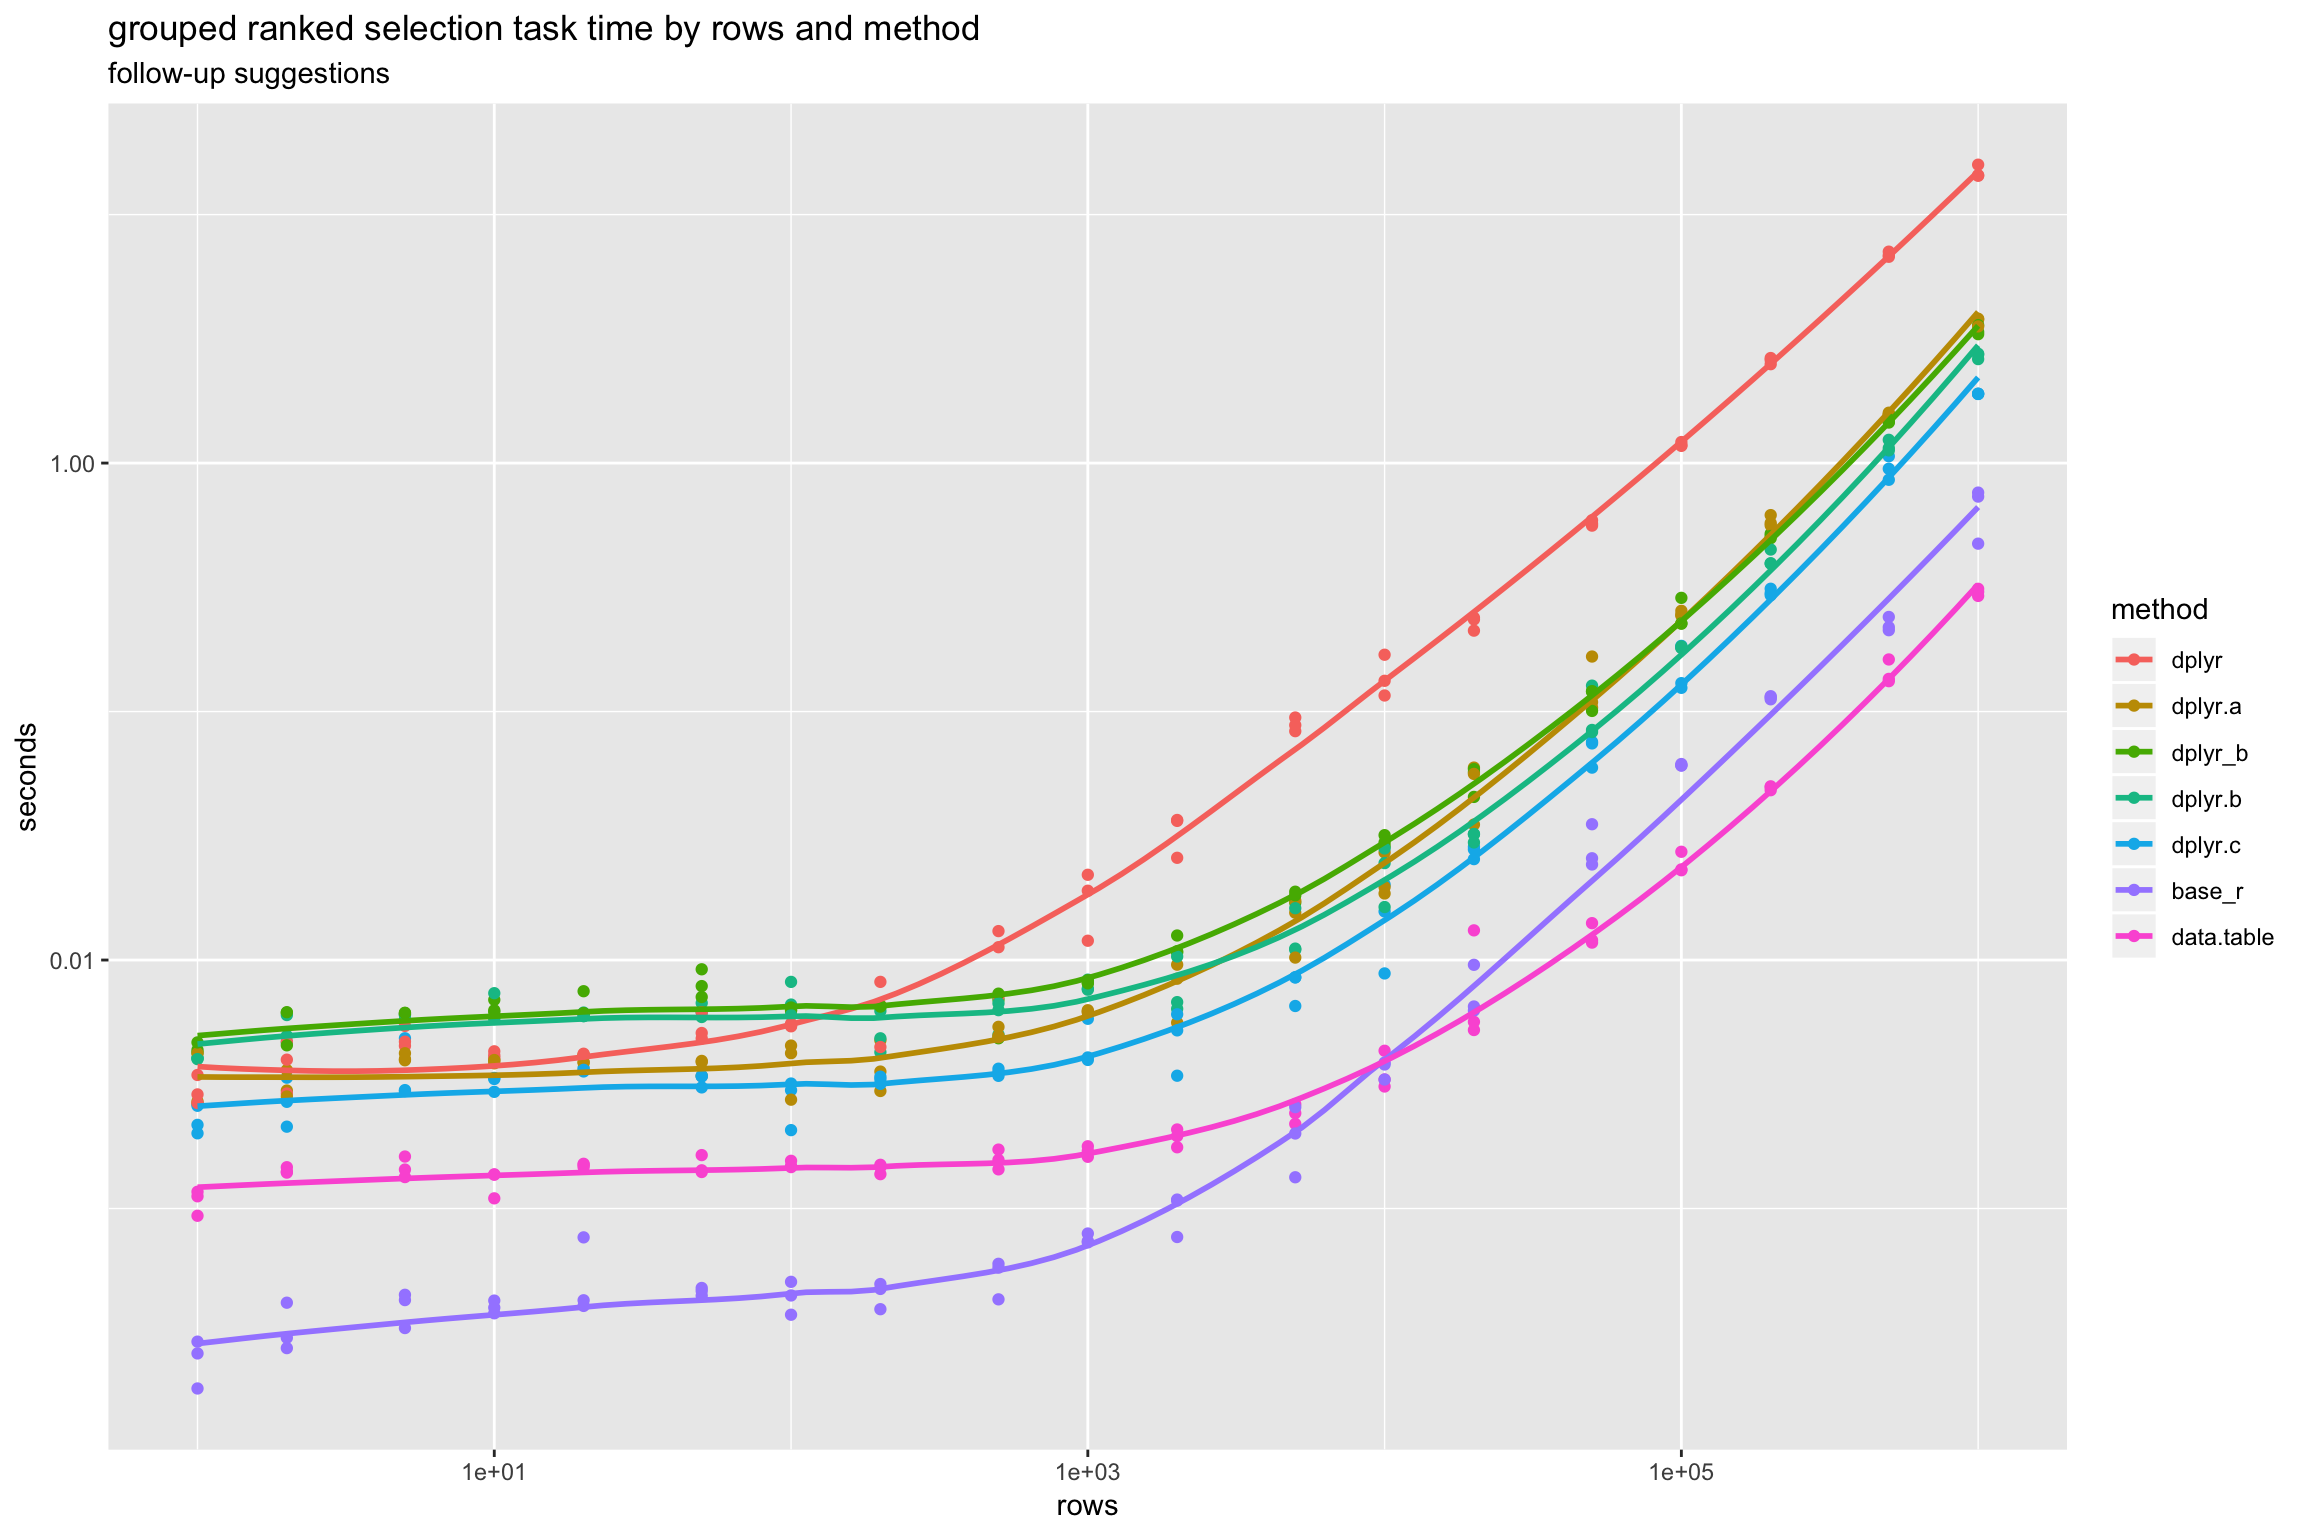 grouped ranked selection task time by rows and method
follow-up suggestions
seconds
1.00
0.01
1e+01
1e+03
1e+05
rows
method
dplyr
dplyr.a
dplyr_b
dplyr.b
dplyr.c
base_r
data.table